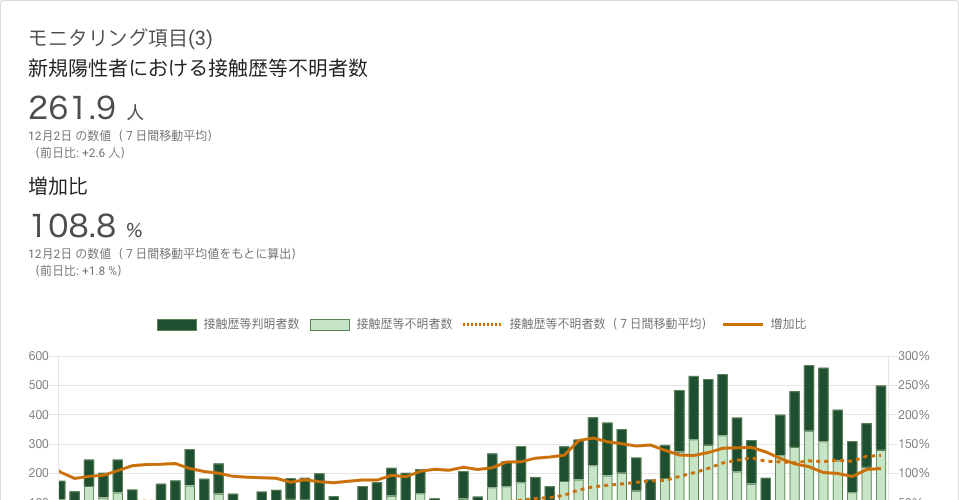 モニタリング項目(3)
新規陽性者における接触歴等不明者数
261.9 人
12月2日 の数値（７日間移動平均）
（前日比: +2.6 人）
増加比
108.8 %
12月2日 の数値（７日間移動平均値をもとに算出）
（前日比: +1.8 %）
接触歴等判明者数 接触歴等不明者数 接触歴等不明者数（７日間移動平均） 増加比
600 300%
500 250%
400 200%
300 150%
200 100%